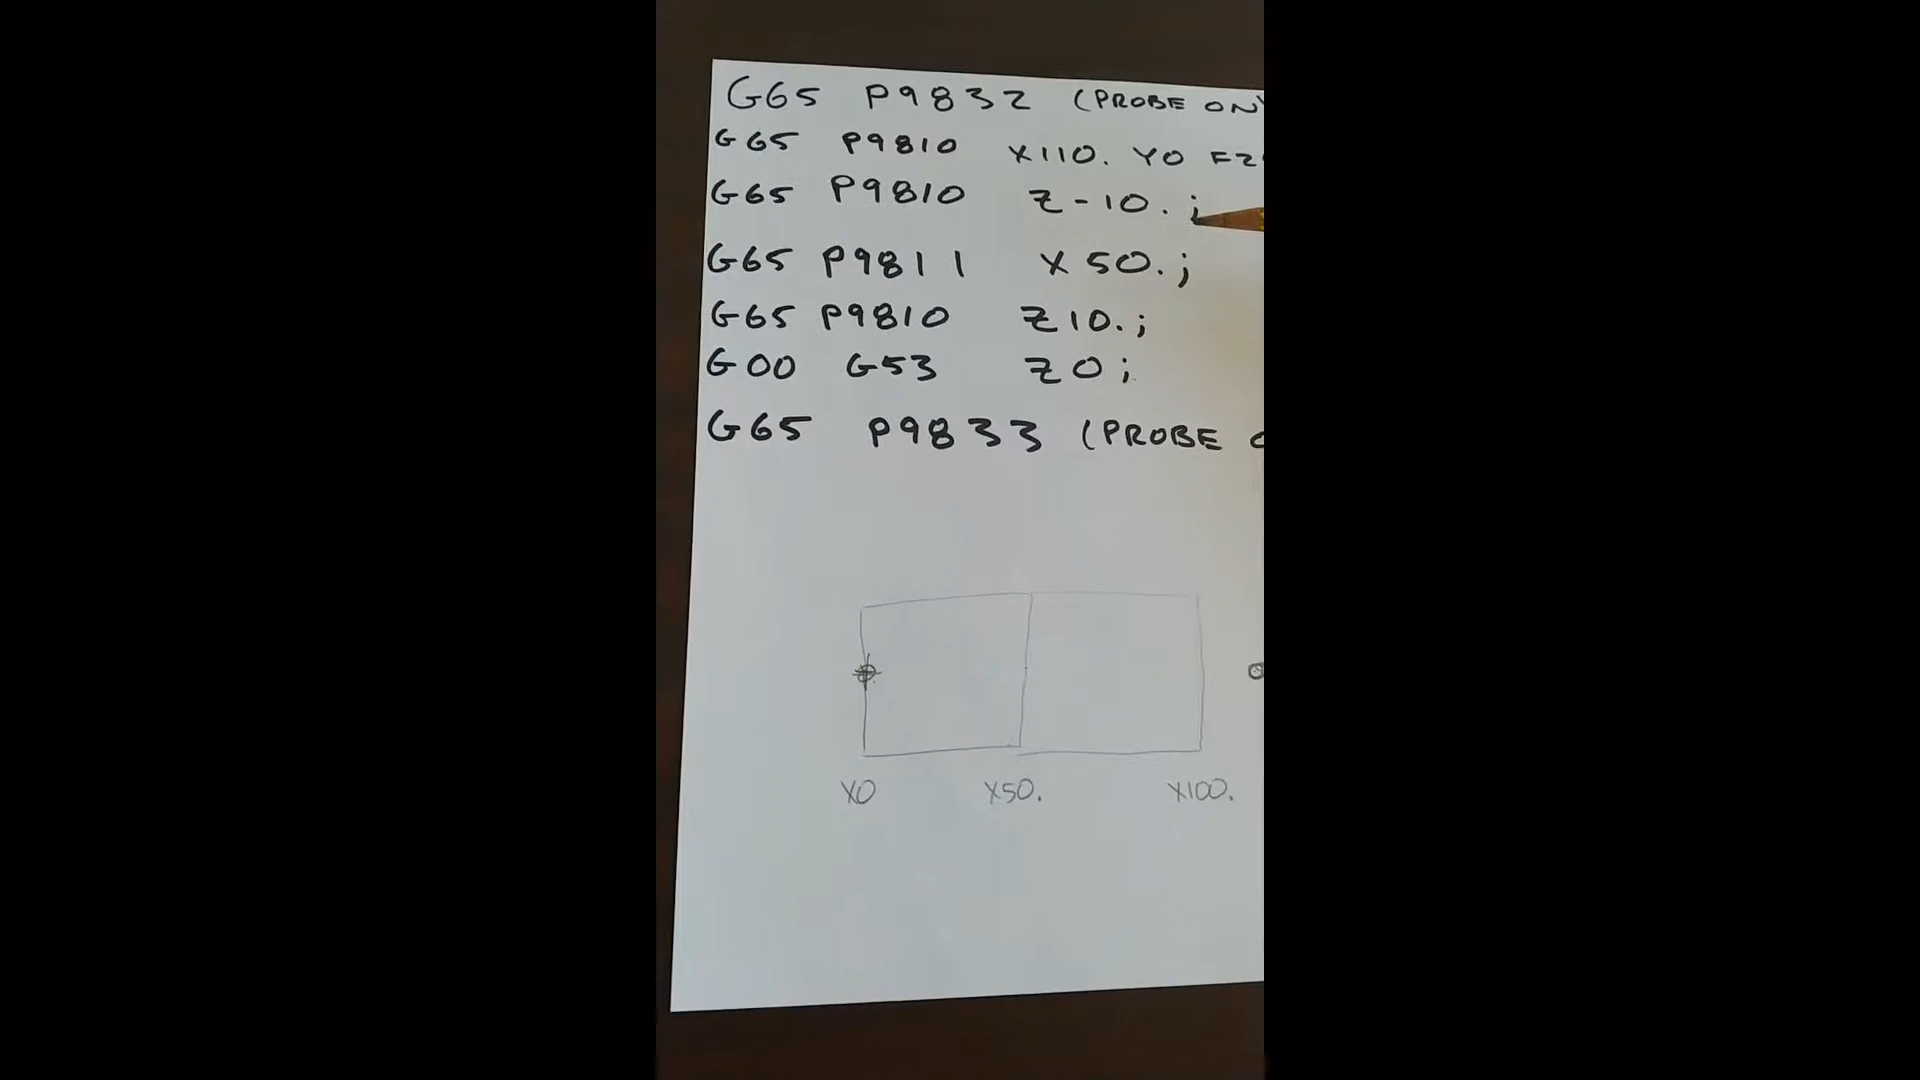 G65 P9832 (PROBE ON
G65 P9810 X110. Y0 F2
G65 P9810 Z-10.;
G65 P9811 X50.;
G65 P9810 Z10.;
G00 G53 Z0;
G65 P9833 (PROBE
X0 X50. X100.